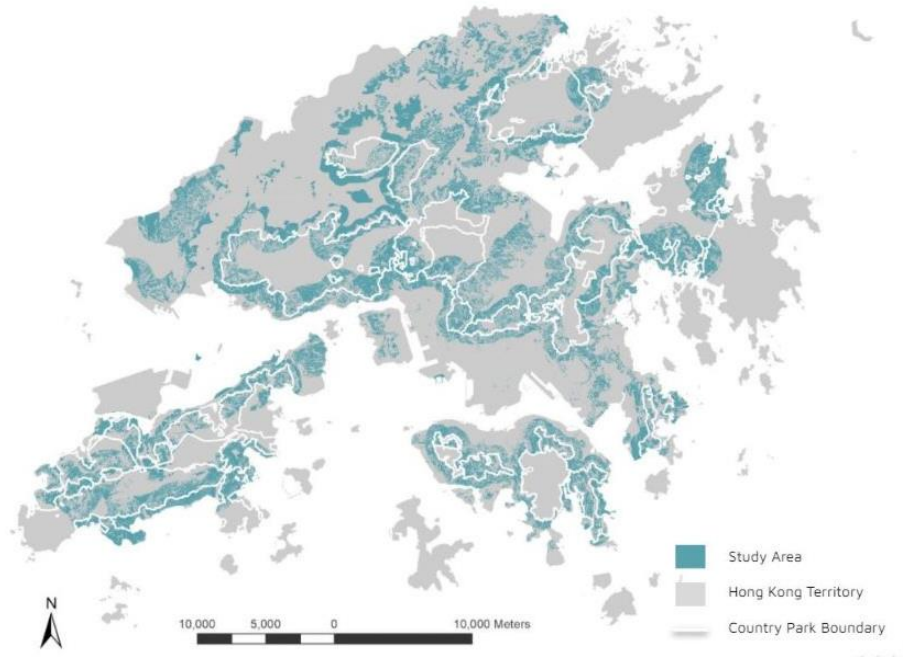 Study Area
Hong Kong Territory
Country Park Boundary
N
10,000 5,000 0 10,000 Meters